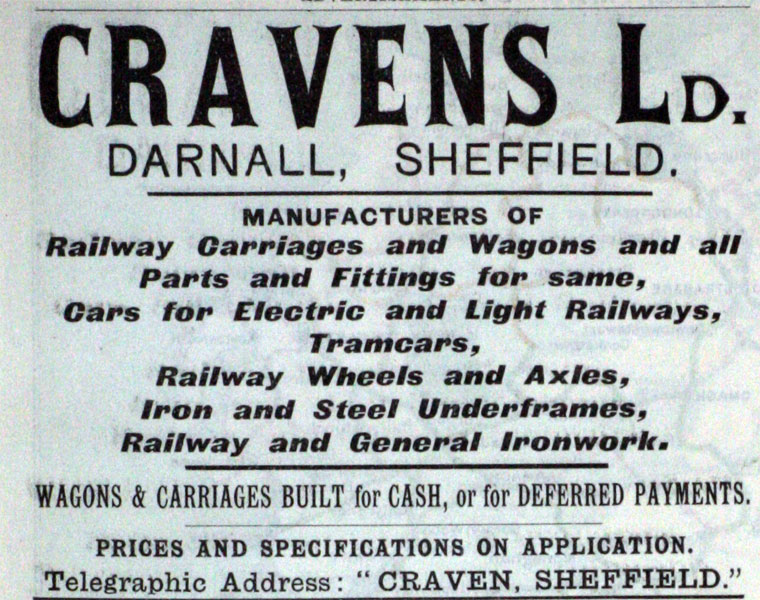 CRAVENS LD.
DARNALL, SHEFFIELD.
MANUFACTURERS OF
Railway Carriages and Wagons and all
Parts and Fittings for same,
Cars for Electric and Light Railways,
Tramcars,
Railway Wheels and Axles,
Iron and Steel Underframes,
Railway and General Ironwork.
WAGONS & CARRIAGES BUILT for CASH, or for DEFERRED PAYMENTS.
PRICES AND SPECIFICATIONS ON APPLICATION.
Telegraphic Address: "CRAVEN, SHEFFIELD."